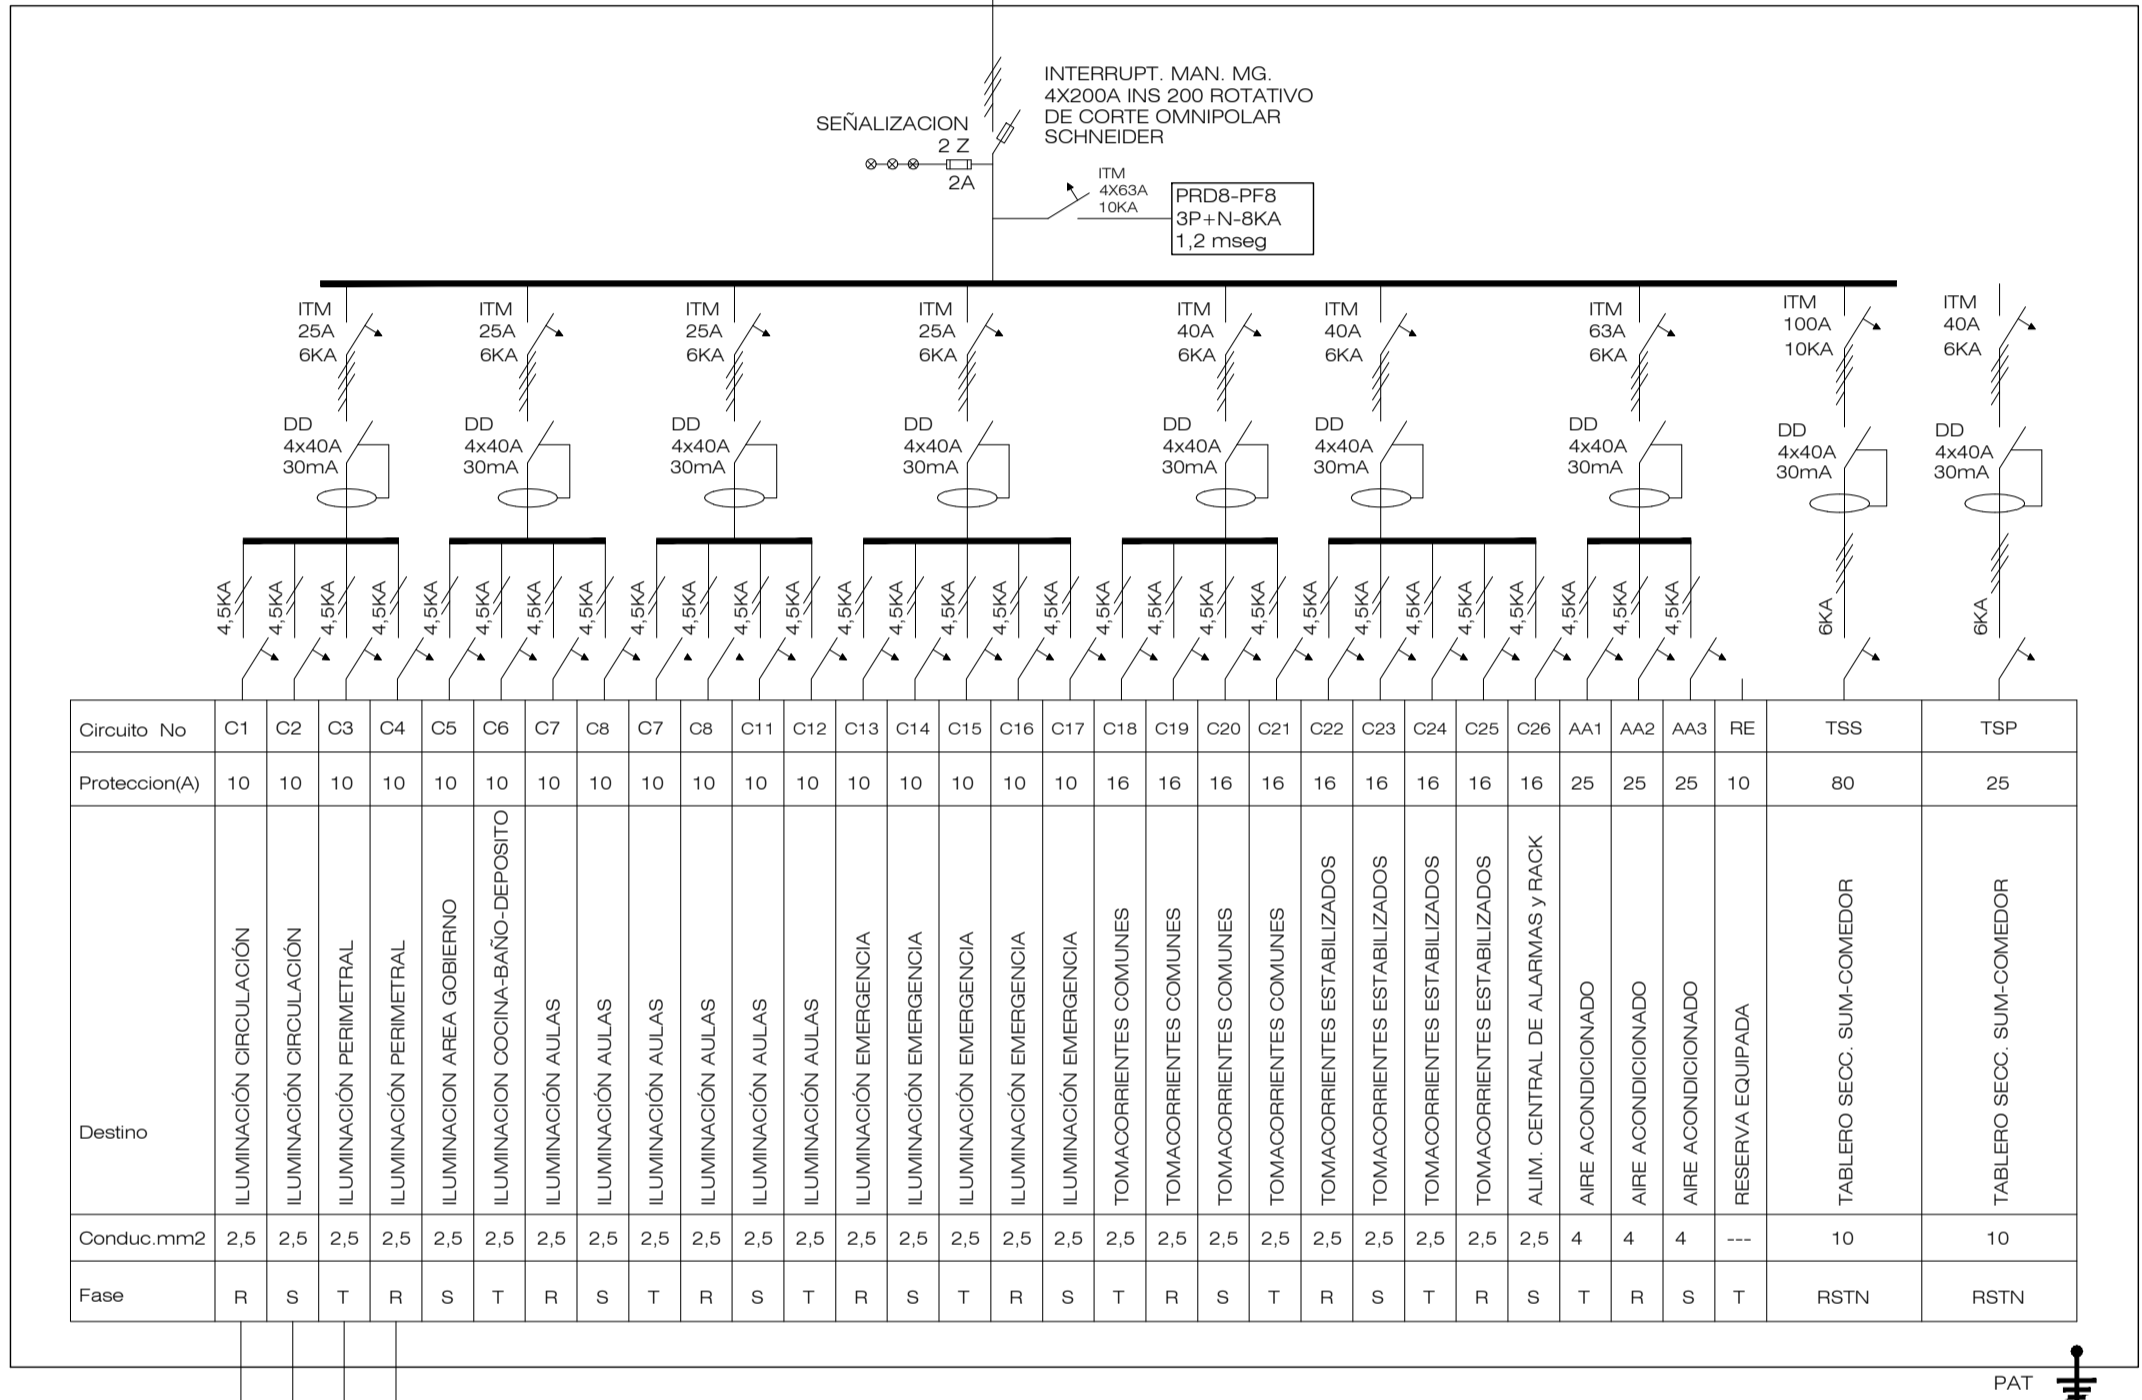 INTERRUPT. MAN. MG.
4X200A INS 200 ROTATIVO
DE CORTE OMNIPOLAR
SCHNEIDER
SEÑALIZACION
2 Z
2A
ITM
4X63A
10KA
PRD8-PF8
3P+N-8KA
1,2 mseg
ITM
25A
6KA
ITM
25A
6KA
ITM
25A
6KA
ITM
25A
6KA
ITM
40A
6KA
ITM
40A
6KA
ITM
63A
6KA
ITM
100A
10KA
ITM
40A
6KA
DD
4x40A
30mA
DD
4x40A
30mA
DD
4x40A
30mA
DD
4x40A
30mA
DD
4x40A
30mA
DD
4x40A
30mA
DD
4x40A
30mA
DD
4x40A
30mA
DD
4x40A
30mA
4,5KA 4,5KA 4,5KA 4,5KA 4,5KA 4,5KA 4,5KA 4,5KA 4,5KA 4,5KA 4,5KA 4,5KA 4,5KA 4,5KA 4,5KA 4,5KA 4,5KA 4,5KA 4,5KA 4,5KA 4,5KA 4,5KA 4,5KA 4,5KA 4,5KA 4,5KA 4,5KA 4,5KA 4,5KA 6KA 6KA
Circuito No C1 C2 C3 C4 C5 C6 C7 C8 C7 C8 C11 C12 C13 C14 C15 C16 C17 C18 C19 C20 C21 C22 C23 C24 C25 C26 AA1 AA2 AA3 RE TSS TSP
Proteccion(A) 10 10 10 10 10 10 10 10 10 10 10 10 10 10 10 10 10 16 16 16 16 16 16 16 16 16 25 25 25 10 80 25
Destino
ILUMINACIÓN CIRCULACIÓN
ILUMINACIÓN CIRCULACIÓN
ILUMINACIÓN PERIMETRAL
ILUMINACIÓN PERIMETRAL
ILUMINACION AREA GOBIERNO
ILUMINACION COCINA-BAÑO-DEPOSITO
ILUMINACIÓN AULAS
ILUMINACIÓN AULAS
ILUMINACIÓN AULAS
ILUMINACIÓN AULAS
ILUMINACIÓN AULAS
ILUMINACIÓN AULAS
ILUMINACIÓN EMERGENCIA
ILUMINACIÓN EMERGENCIA
ILUMINACIÓN EMERGENCIA
ILUMINACIÓN EMERGENCIA
ILUMINACIÓN EMERGENCIA
TOMACORRIENTES COMUNES
TOMACORRIENTES COMUNES
TOMACORRIENTES COMUNES
TOMACORRIENTES COMUNES
TOMACORRIENTES ESTABILIZADOS
TOMACORRIENTES ESTABILIZADOS
TOMACORRIENTES ESTABILIZADOS
TOMACORRIENTES ESTABILIZADOS
ALIM. CENTRAL DE ALARMAS y RACK
AIRE ACONDICIONADO
AIRE ACONDICIONADO
AIRE ACONDICIONADO
RESERVA EQUIPADA
TABLERO SECC. SUM-COMEDOR
TABLERO SECC. SUM-COMEDOR
Conduc.mm2 2,5 2,5 2,5 2,5 2,5 2,5 2,5 2,5 2,5 2,5 2,5 2,5 2,5 2,5 2,5 2,5 2,5 2,5 2,5 2,5 2,5 2,5 2,5 2,5 2,5 2,5 4 4 4 --- 10 10
Fase R S T R S T R S T R S T R S T R S T R S T R S T R S T R S T RSTN RSTN
PAT